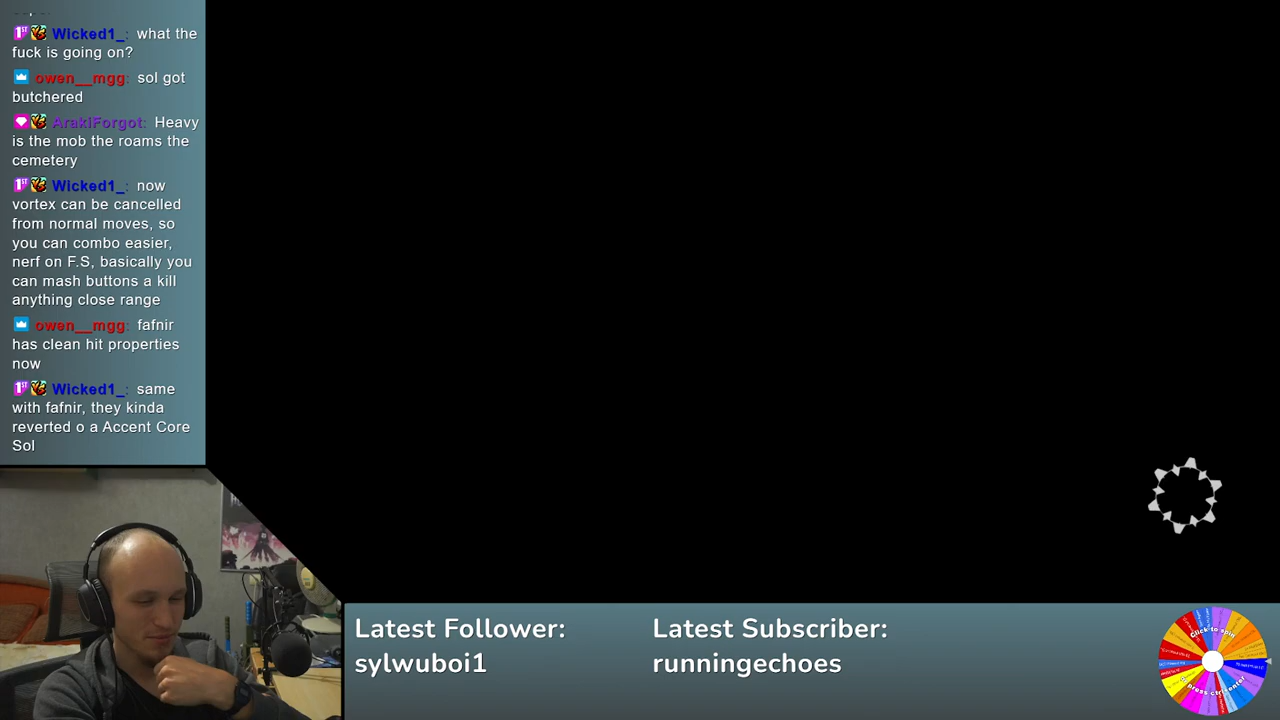 Wicked1_: what the
fuck is going on?
owen__mgg: sol got
butchered
ArakiForgot: Heavy
is the mob the roams the
cemetery
Wicked1_: now
vortex can be cancelled
from normal moves, so
you can combo easier,
nerf on F.S, basically you
can mash buttons a kill
anything close range
owen__mgg: fafnir
has clean hit properties
now
Wicked1_: same
with fafnir, they kinda
reverted o a Accent Core
Sol
Latest Follower:
sylwuboi1
Latest Subscriber:
runningechoes
Click to spin